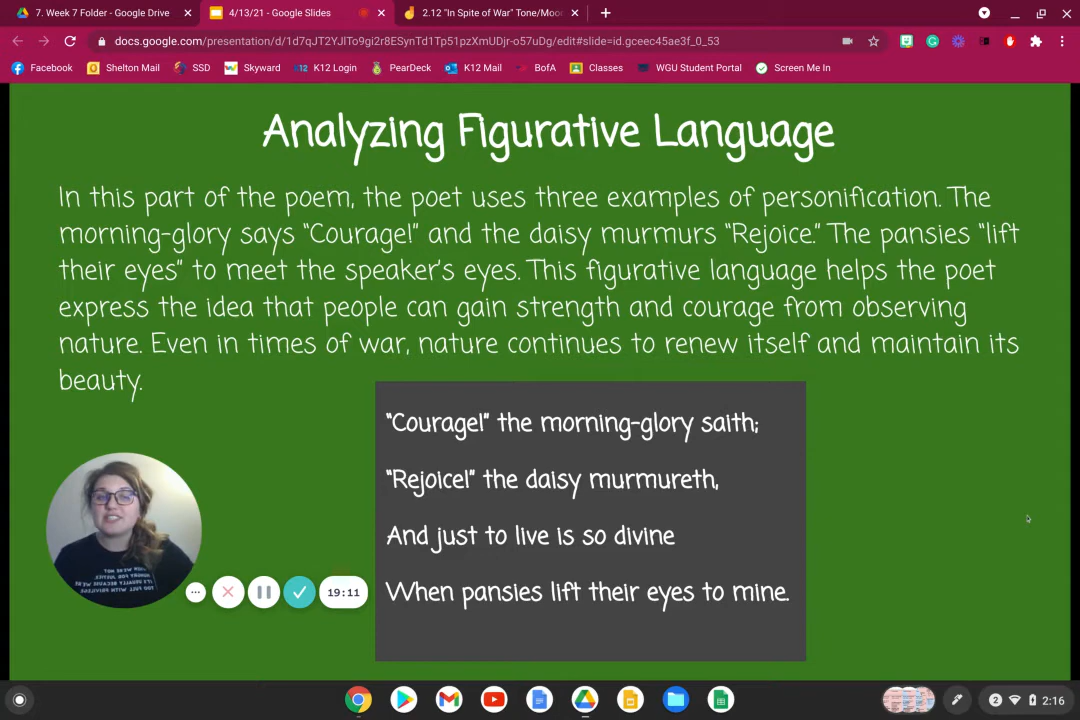 7. Week 7 Folder - Google Drive
4/13/21 - Google Slides
2.12 "In Spite of War" Tone/Moo
docs.google.com/presentation/d/1d7qJT2YJlTo9gi2r8ESynTd1Tp51pzXmUDjr-o57uDg/edit#slide=id.gceec45ae3f_0_53
Facebook Shelton Mail SSD Skyward K12 Login PearDeck K12 Mail BofA Classes WGU Student Portal Screen Me In
Analyzing Figurative Language
In this part of the poem, the poet uses three examples of personification. The
morning-glory says "Courage!" and the daisy murmurs "Rejoice." The pansies "lift
their eyes" to meet the speaker's eyes. This figurative language helps the poet
express the idea that people can gain strength and courage from observing
nature. Even in times of war, nature continues to renew itself and maintain its
beauty.
"Courage!" the morning-glory saith;
"Rejoice!" the daisy murmureth,
And just to live is so divine
When pansies lift their eyes to mine.
19:11
2 2:16